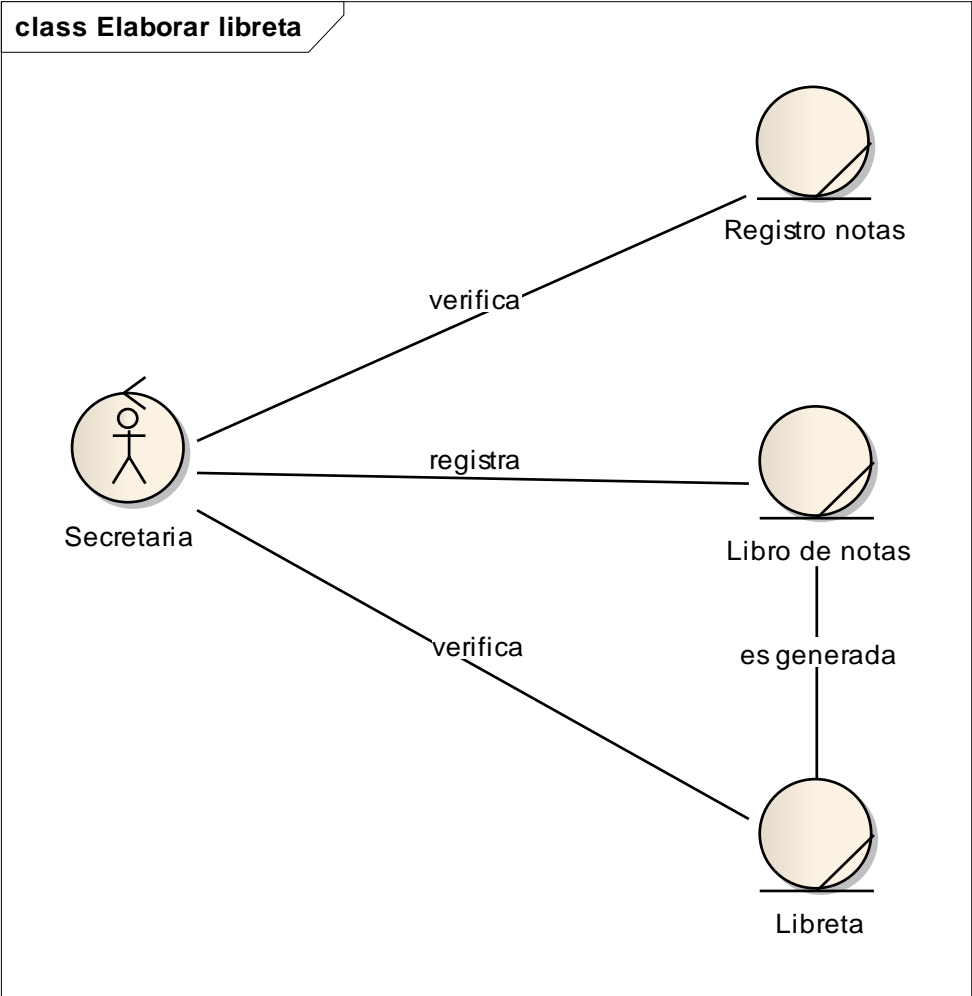 class Elaborar libreta
Registro notas
verifica
registra
Secretaria
Libro de notas
verifica
es generada
Libreta